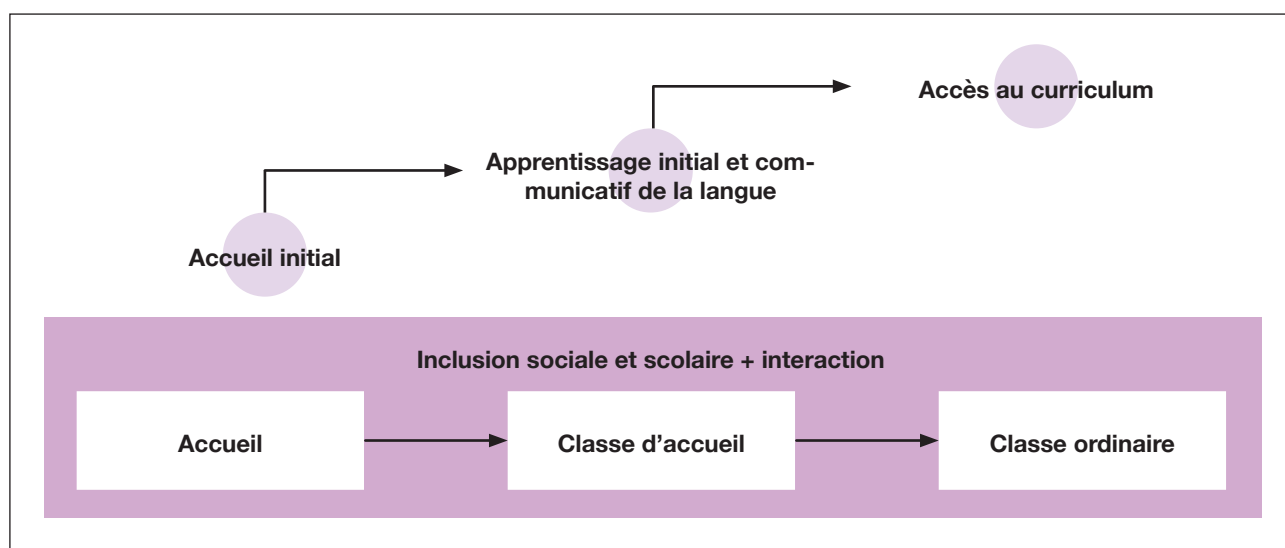 Accès au curriculum
Apprentissage initial et com-
municatif de la langue
Accueil initial
Inclusion sociale et scolaire + interaction
Accueil
Classe d’accueil
Classe ordinaire